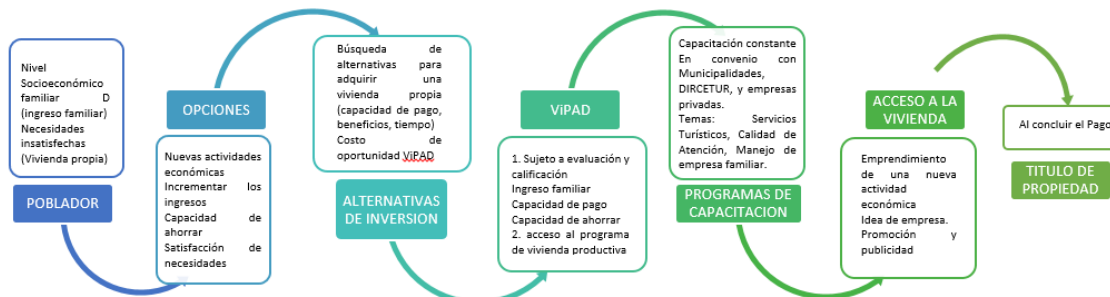 Nivel
Socioeconómico
familiar D
(ingreso familiar)
Necesidades
insatisfechas
(Vivienda propia)
POBLADOR
OPCIONES
Nuevas actividades
económicas
Incrementar los
ingresos
Capacidad de
ahorrar
Satisfacción de
necesidades
Búsqueda de
alternativas para
adquirir una
vivienda propia
(capacidad de pago,
beneficios, tiempo)
Costo de
oportunidad ViPAD
ALTERNATIVAS
DE INVERSION
ViPAD
1. Sujeto a evaluación y
calificación
Ingreso familiar
Capacidad de pago
Capacidad de ahorrar
2. acceso al programa
de vivienda productiva
Capacitación constante
En convenio con
Municipalidades,
DIRCETUR, y empresas
privadas.
Temas: Servicios
Turísticos, Calidad de
Atención, Manejo de
empresa familiar.
PROGRAMAS DE
CAPACITACION
ACCESO A LA
VIVIENDA
Emprendimiento
de una nueva
actividad
económica
Idea de empresa.
Promoción y
publicidad
Al concluir el Pago
TITULO DE
PROPIEDAD